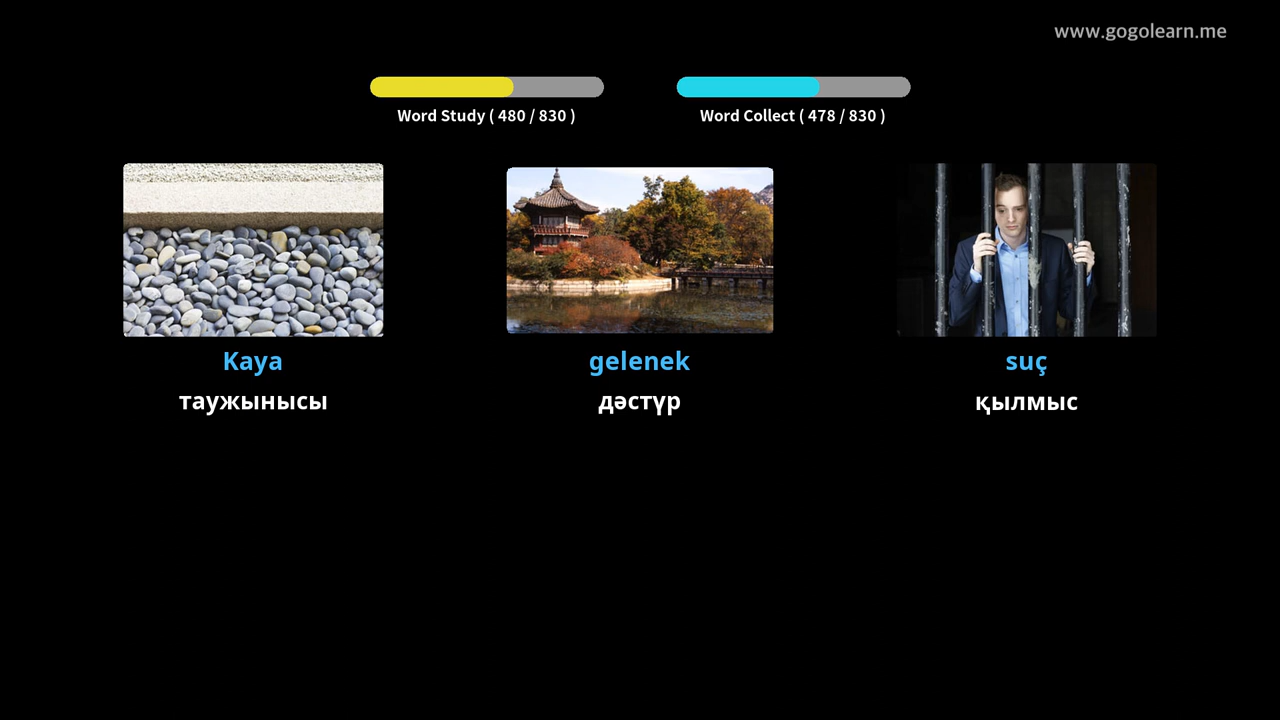 www.gogolearn.me
Word Study ( 480 / 830 )
Word Collect ( 478 / 830 )
Kaya
таужынысы
gelenek
дәстүр
suç
қылмыс